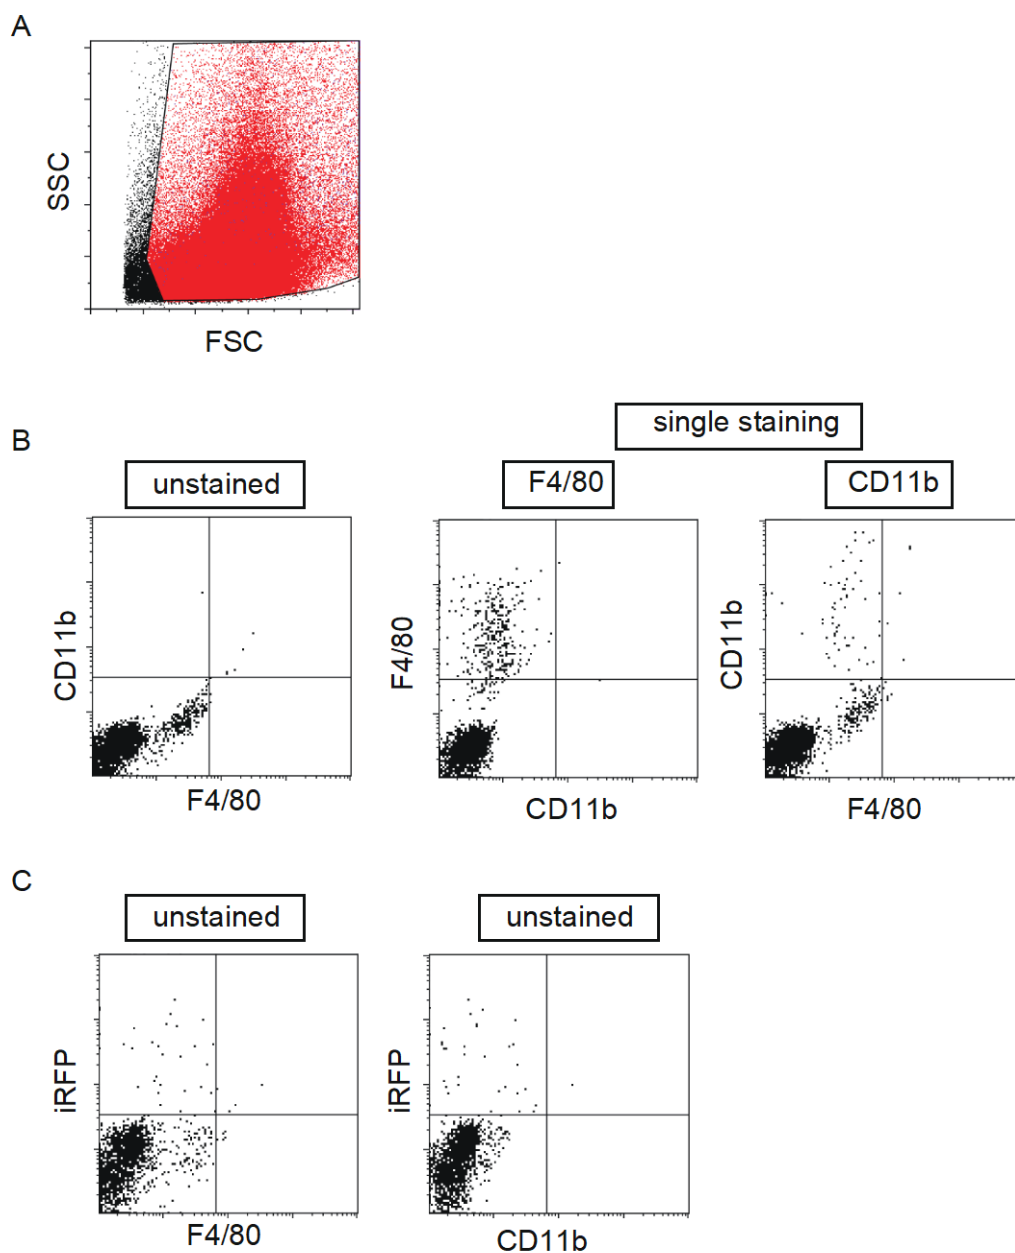 A
SSC
FSC
B
single staining
unstained
F4/80
CD11b
CD11b
F4/80
CD11b
F4/80
CD11b
F4/80
C
unstained
unstained
iRFP
iRFP
F4/80
CD11b